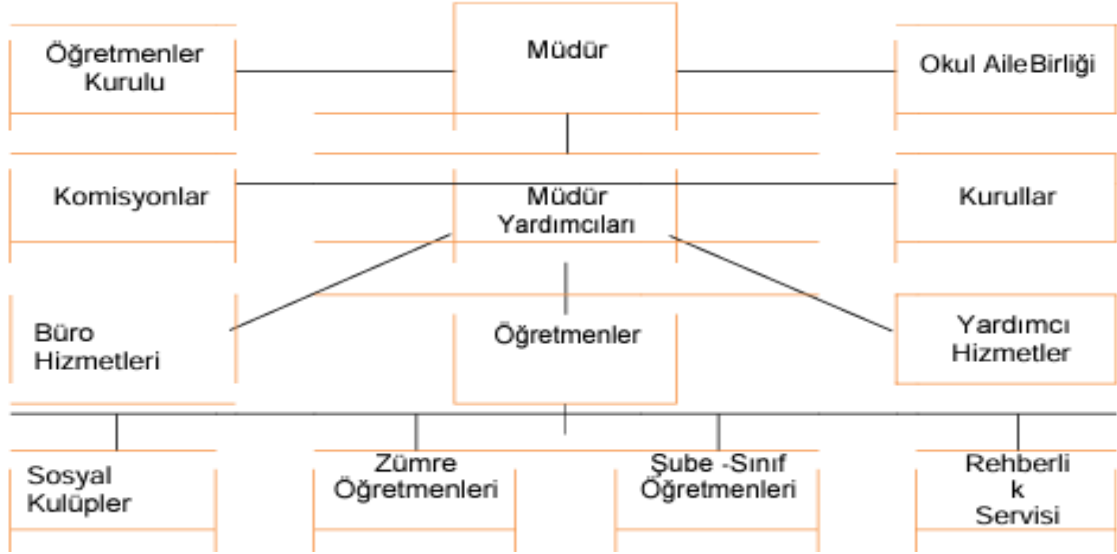 Öğretmenler
Kurulu
Müdür
Okul AileBirliği
Komisyonlar
Müdür
Yardımcıları
Kurullar
Büro
Hizmetleri
Öğretmenler
Yardımcı
Hizmetler
Sosyal
Kulüpler
Zümre
Öğretmenleri
Şube -Sınıf
Öğretmenleri
Rehberli
k
Servisi